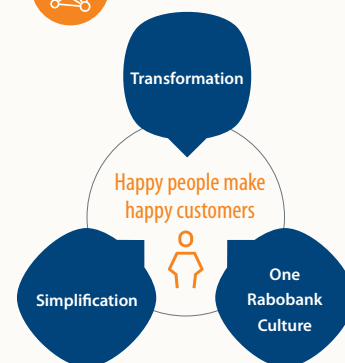 Transformation
Happy people make
happy customers
Simplification
One
Rabobank
Culture